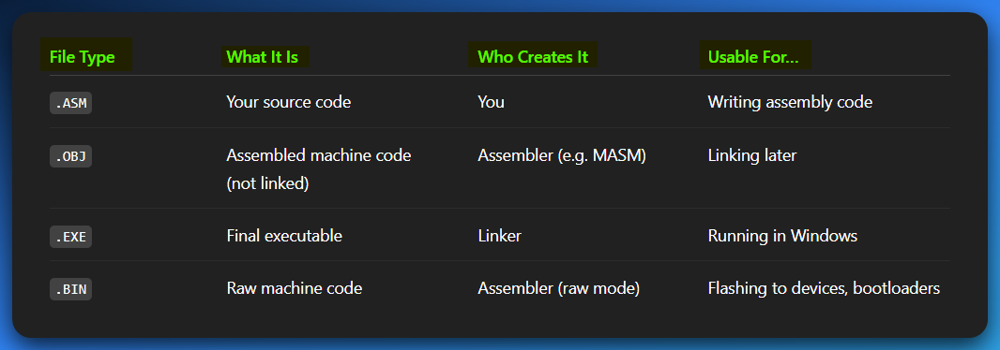 File Type What It Is Who Creates It Usable For...
.ASM Your source code You Writing assembly code
.OBJ Assembled machine code Assembler (e.g. MASM) Linking later
(not linked)
.EXE Final executable Linker Running in Windows
.BIN Raw machine code Assembler (raw mode) Flashing to devices, bootloaders